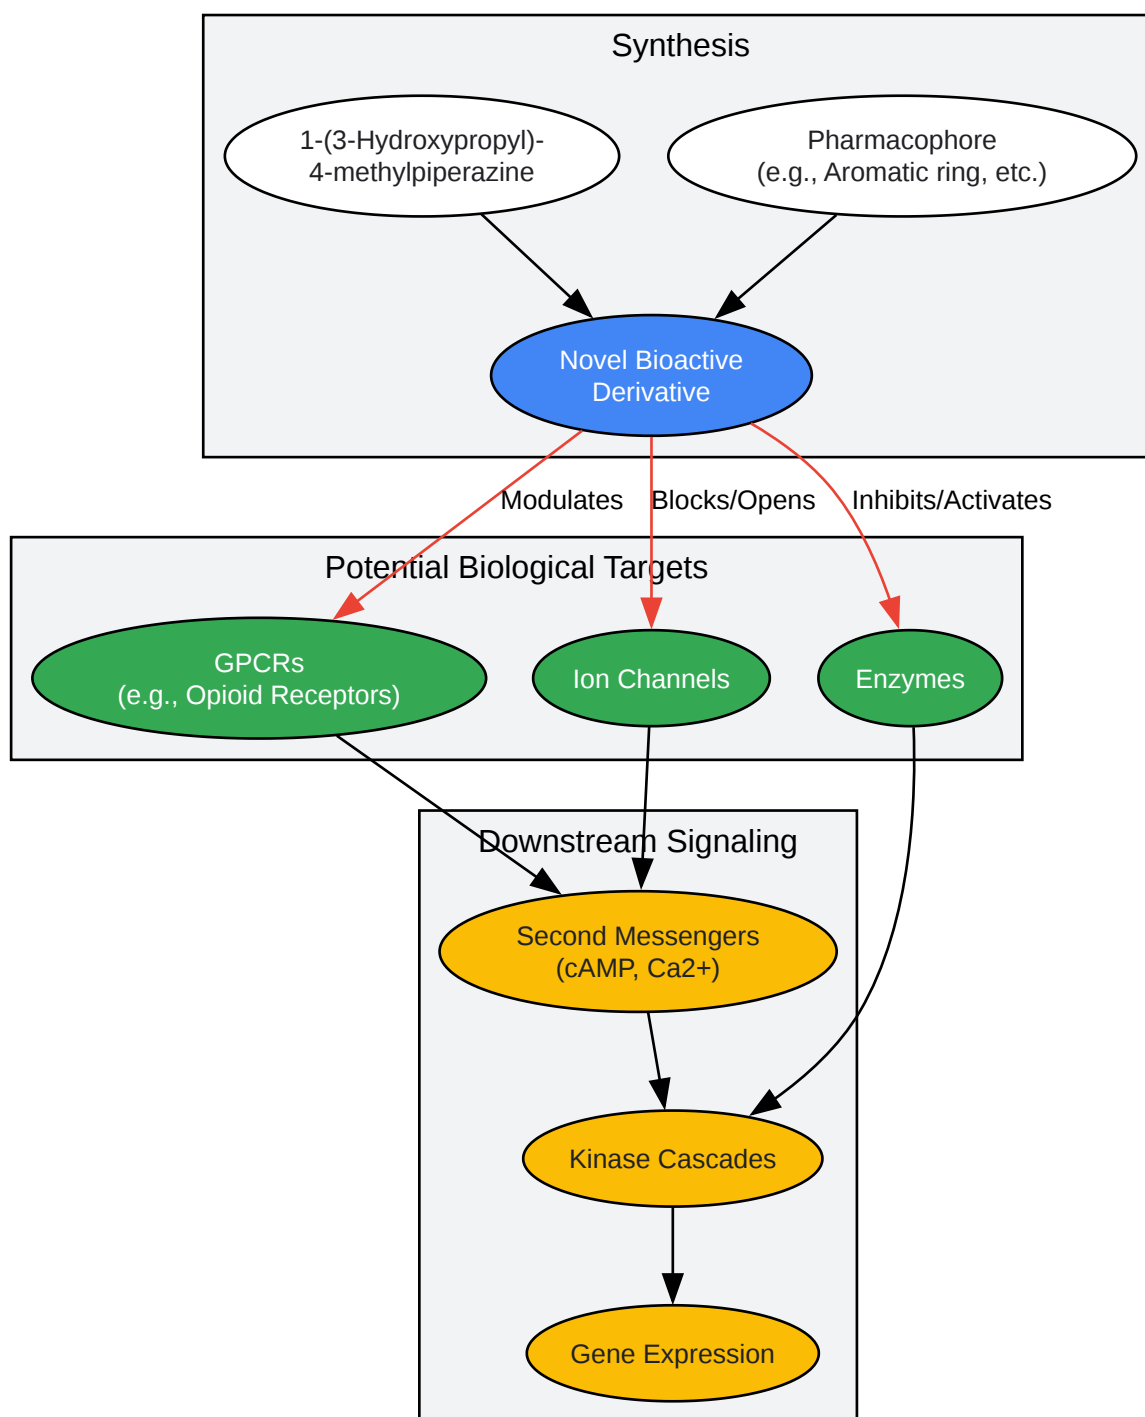 Synthesis
1-(3-Hydroxypropyl)-
4-methylpiperazine
Pharmacophore
(e.g., Aromatic ring, etc.)
Novel Bioactive
Derivative
Modulates
Blocks/Opens
Inhibits/Activates
Potential Biological Targets
GPCRs
(e.g., Opioid Receptors)
Ion Channels
Enzymes
Downstream Signaling
Second Messengers
(cAMP, Ca2+)
Kinase Cascades
Gene Expression